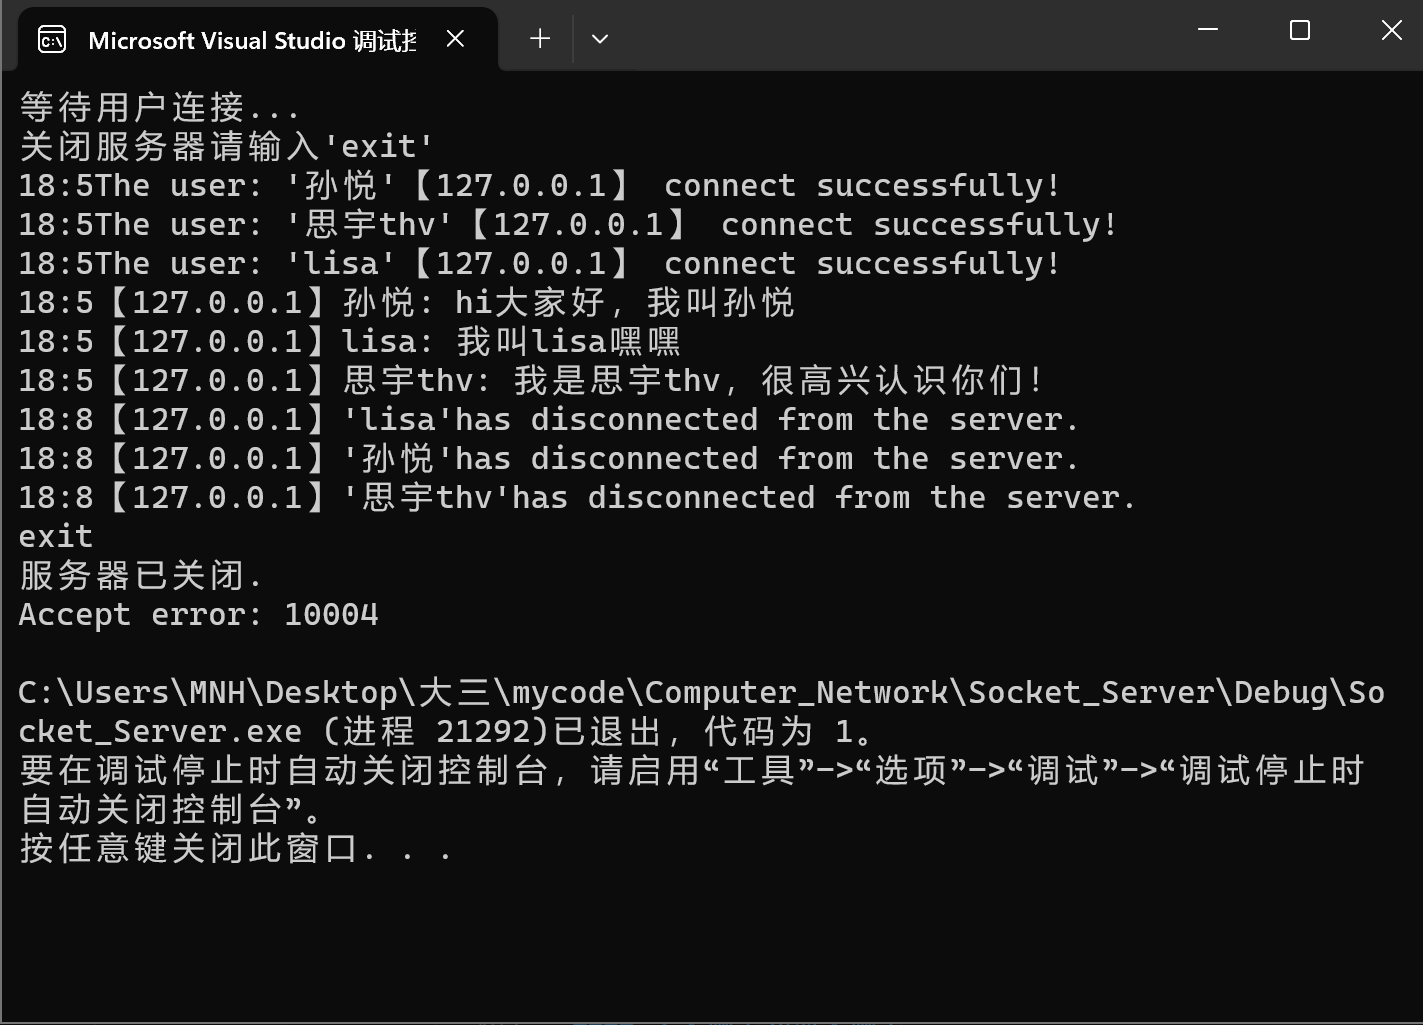 Microsoft Visual Studio 调试控
等待用户连接...
关闭服务器请输入'exit'
18:5The user: '孙悦'【127.0.0.1】 connect successfully!
18:5The user: '思宇thv'【127.0.0.1】 connect successfully!
18:5The user: 'lisa'【127.0.0.1】 connect successfully!
18:5【127.0.0.1】孙悦: hi大家好，我叫孙悦
18:5【127.0.0.1】lisa: 我叫lisa嘿嘿
18:5【127.0.0.1】思宇thv: 我是思宇thv，很高兴认识你们！
18:8【127.0.0.1】'lisa'has disconnected from the server.
18:8【127.0.0.1】'孙悦'has disconnected from the server.
18:8【127.0.0.1】'思宇thv'has disconnected from the server.
exit
服务器已关闭.
Accept error: 10004
C:\Users\MNH\Desktop\大三\mycode\Computer_Network\Socket_Server\Debug\So
cket_Server.exe (进程 21292)已退出，代码为 1。
要在调试停止时自动关闭控制台，请启用“工具”->“选项”->“调试”->“调试停止时
自动关闭控制台”。
按任意键关闭此窗口. . .